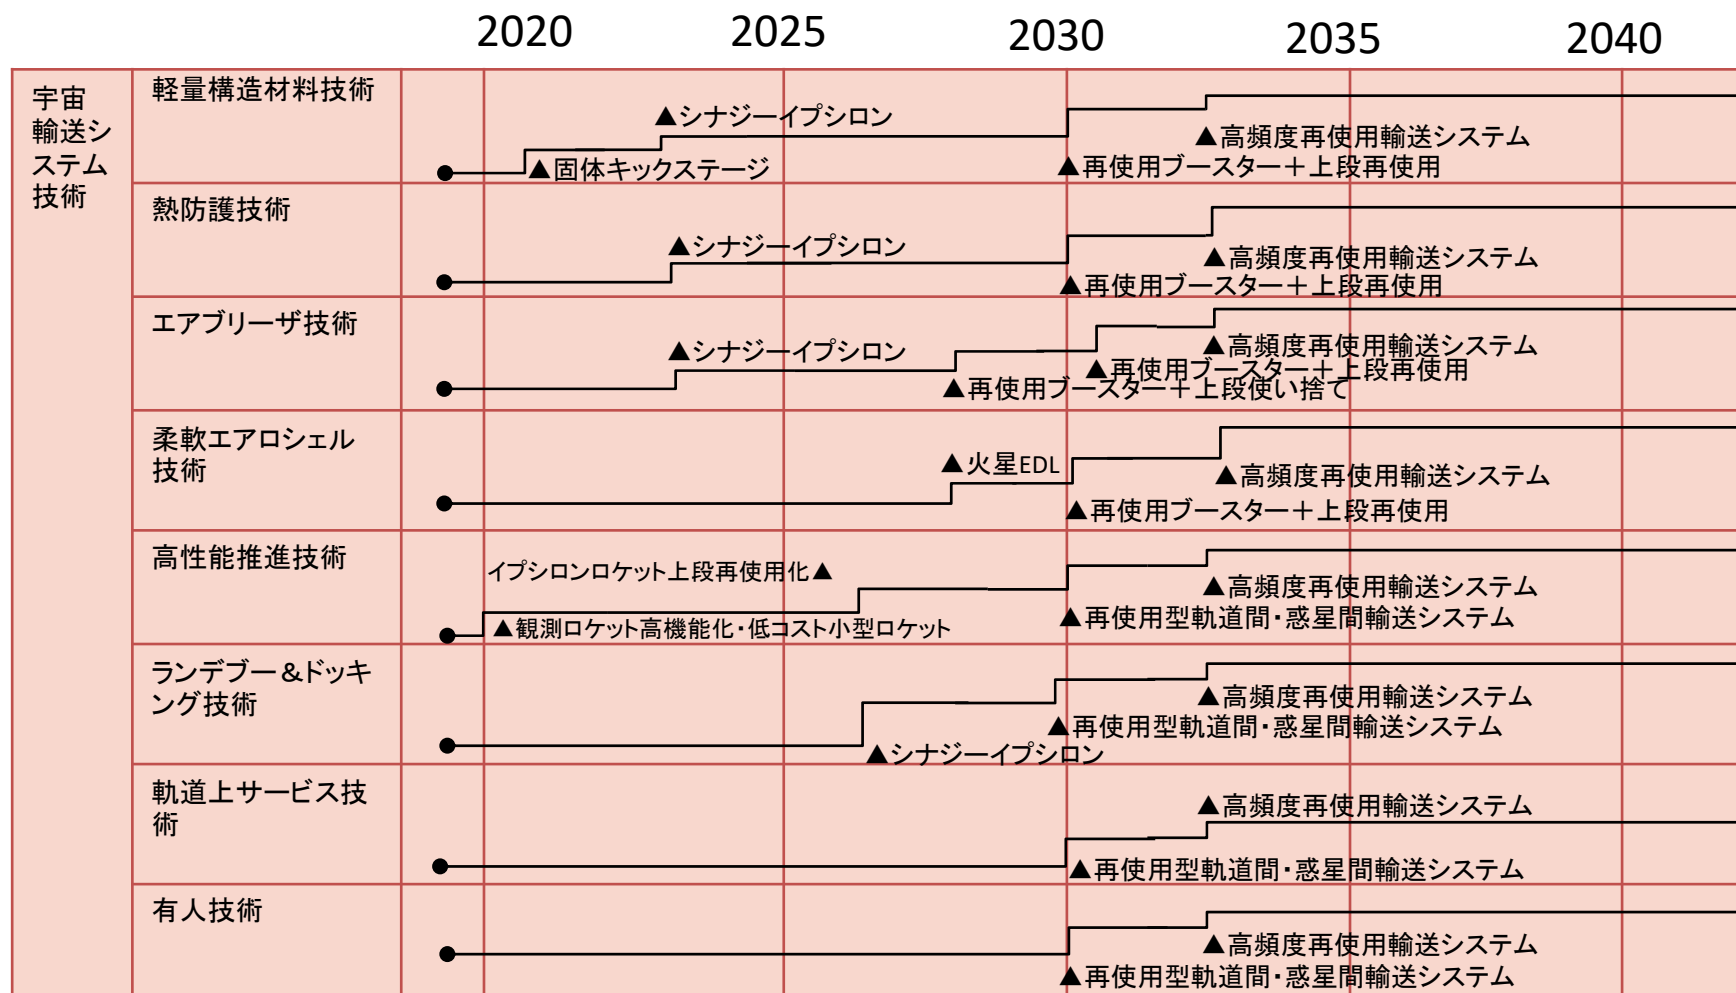 2020
2025
2030
2035
2040
宇宙
輸送シ
ステム
技術
軽量構造材料技術
▲シナジーイプシロン
▲高頻度再使用輸送システム
▲固体キックステージ
▲再使用ブースター＋上段再使用
熱防護技術
▲シナジーイプシロン
▲高頻度再使用輸送システム
▲再使用ブースター＋上段再使用
エアブリーザ技術
▲シナジーイプシロン
▲高頻度再使用輸送システム
▲再使用ブースター＋上段再使用
▲再使用ブースター＋上段使い捨て
柔軟エアロシェル
技術
▲火星EDL
▲高頻度再使用輸送システム
▲再使用ブースター＋上段再使用
高性能推進技術
イプシロンロケット上段再使用化▲
▲高頻度再使用輸送システム
▲再使用型軌道間・惑星間輸送システム
▲観測ロケット高機能化・低コスト小型ロケット
ランデブー＆ドッキ
ング技術
▲高頻度再使用輸送システム
▲再使用型軌道間・惑星間輸送システム
▲シナジーイプシロン
軌道上サービス技
術
▲高頻度再使用輸送システム
▲再使用型軌道間・惑星間輸送システム
有人技術
▲高頻度再使用輸送システム
▲再使用型軌道間・惑星間輸送システム